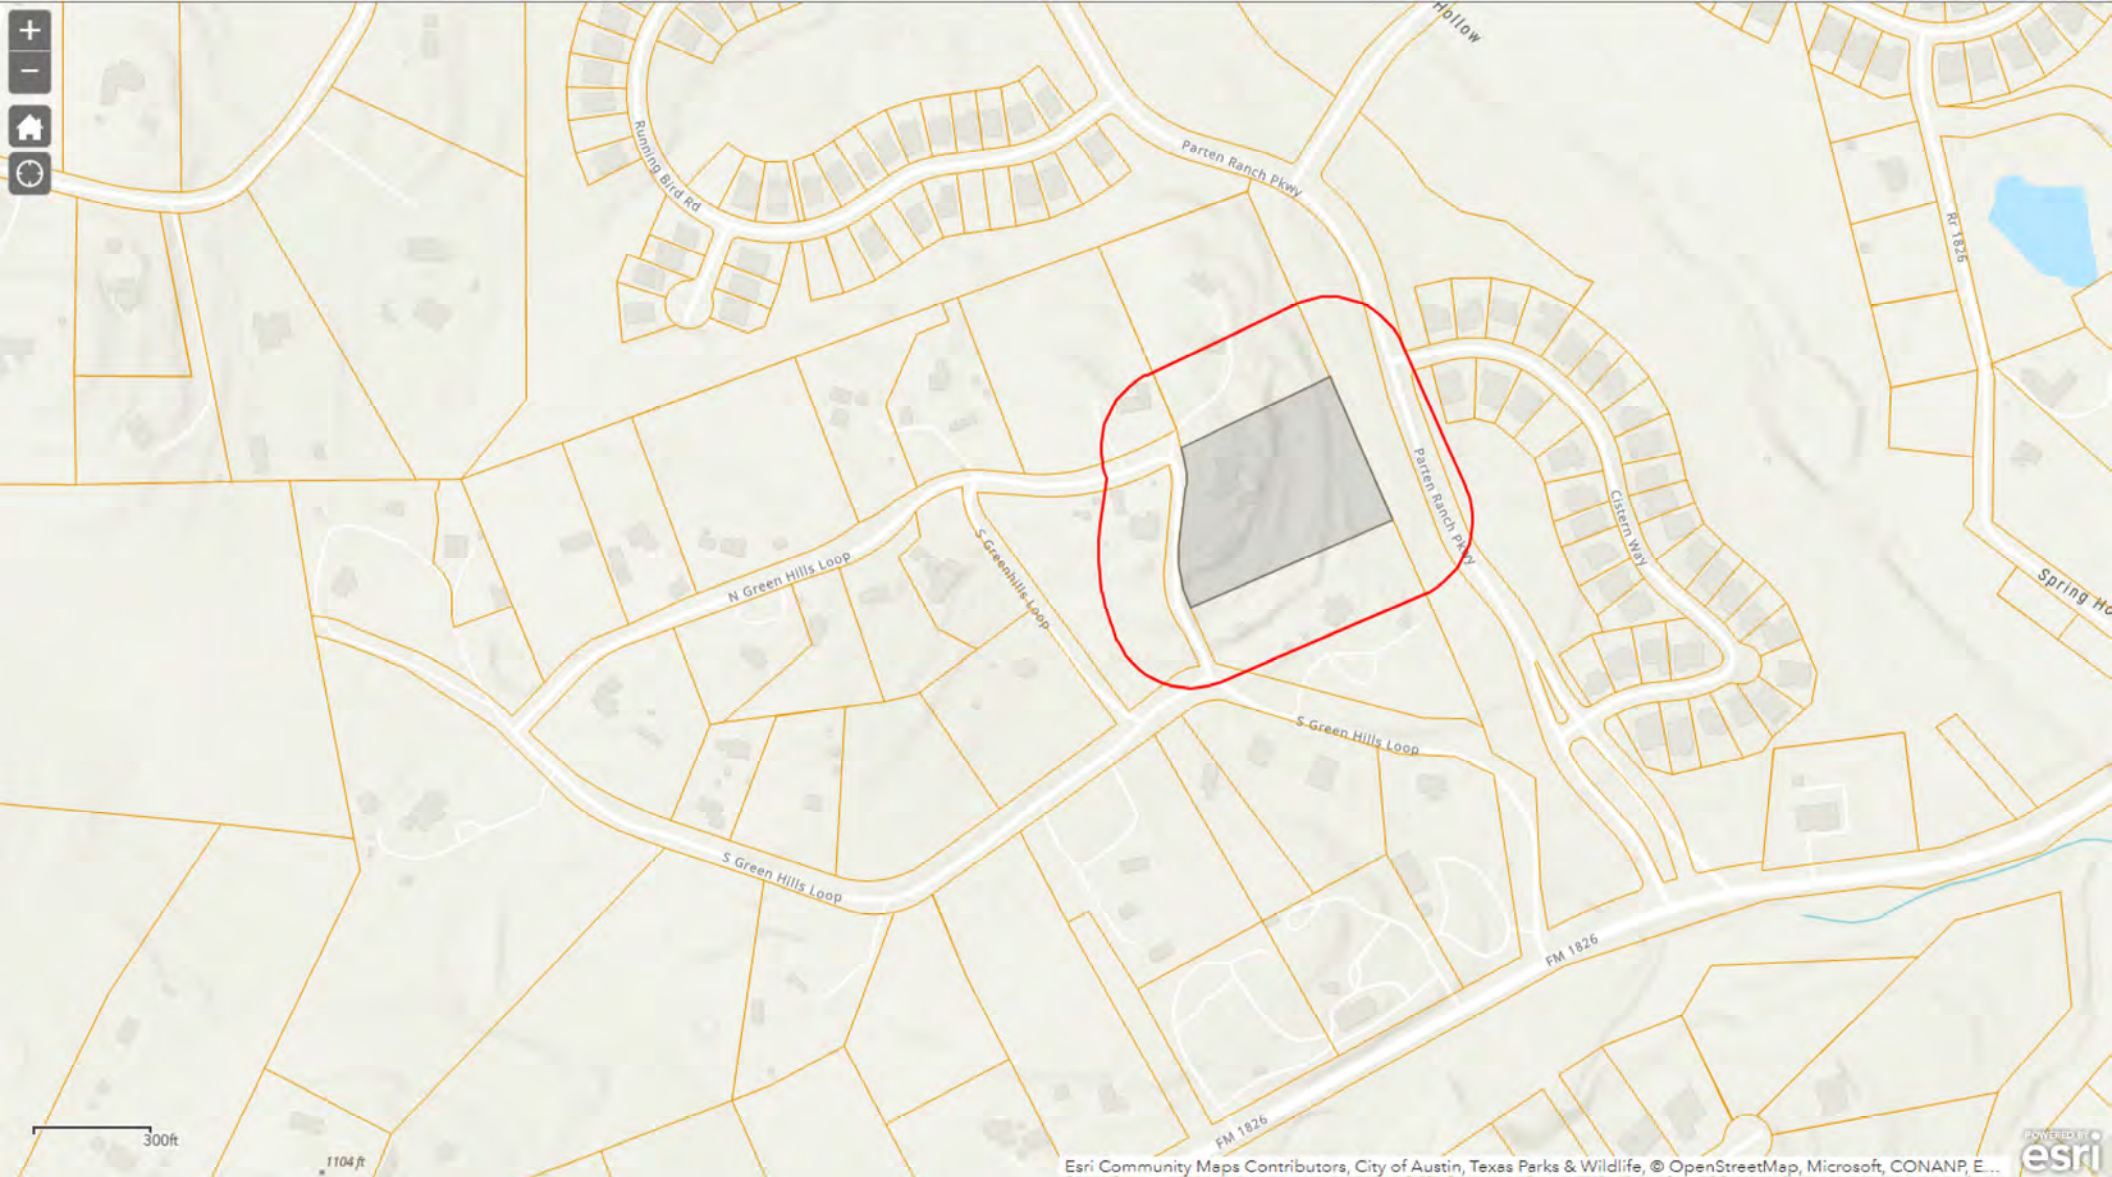 +
−
Hollow
Running Bird Rd
Parten Ranch Pkwy
Rr 1826
Parten Ranch Pkwy
Cistern Way
S Greenhills Loop
N Green Hills Loop
Spring Ho
S Green Hills Loop
S Green Hills Loop
FM 1826
FM 1826
300ft
1104 ft
POWERED BY
esri
Esri Community Maps Contributors, City of Austin, Texas Parks & Wildlife, © OpenStreetMap, Microsoft, CONANP, E...